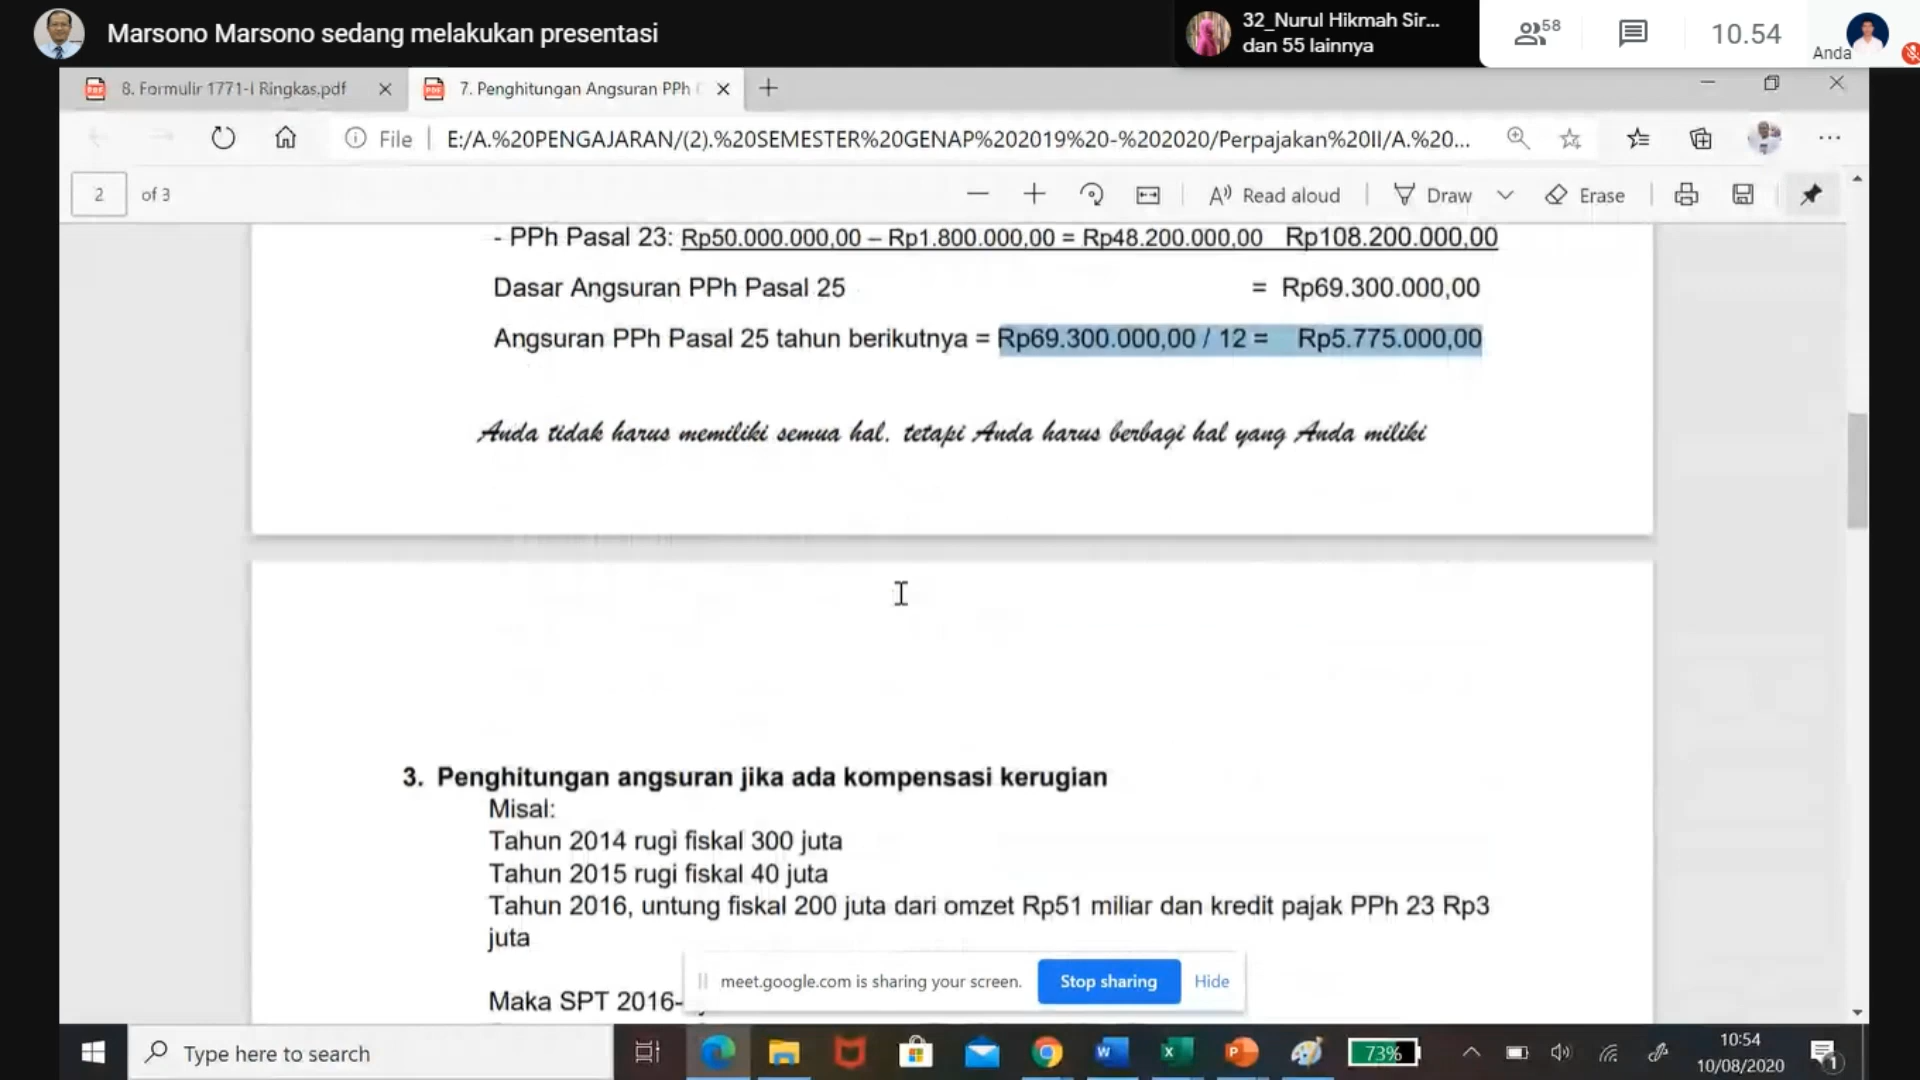 Marsono Marsono sedang melakukan presentasi
32_Nurul Hikmah Sir...
dan 55 lainnya
58
10.54
Anda
8. Formulir 1771-I Ringkas.pdf
7. Penghitungan Angsuran PPh
File
E:/A.%20PENGAJARAN/(2).%20SEMESTER%20GENAP%202019%20-%202020/Perpajakan%20II/A.%20...
2 of 3
Read aloud
Draw
Erase
- PPh Pasal 23: Rp50.000.000,00 – Rp1.800.000,00 = Rp48.200.000,00 Rp108.200.000,00
Dasar Angsuran PPh Pasal 25 = Rp69.300.000,00
Angsuran PPh Pasal 25 tahun berikutnya = Rp69.300.000,00 / 12 = Rp5.775.000,00
Anda tidak harus memiliki semua hal, tetapi Anda harus berbagi hal yang Anda miliki
3. Penghitungan angsuran jika ada kompensasi kerugian
Misal:
Tahun 2014 rugi fiskal 300 juta
Tahun 2015 rugi fiskal 40 juta
Tahun 2016, untung fiskal 200 juta dari omzet Rp51 miliar dan kredit pajak PPh 23 Rp3
juta
meet.google.com is sharing your screen.
Stop sharing
Hide
Maka SPT 2016-
Type here to search
73%
10:54
10/08/2020
1